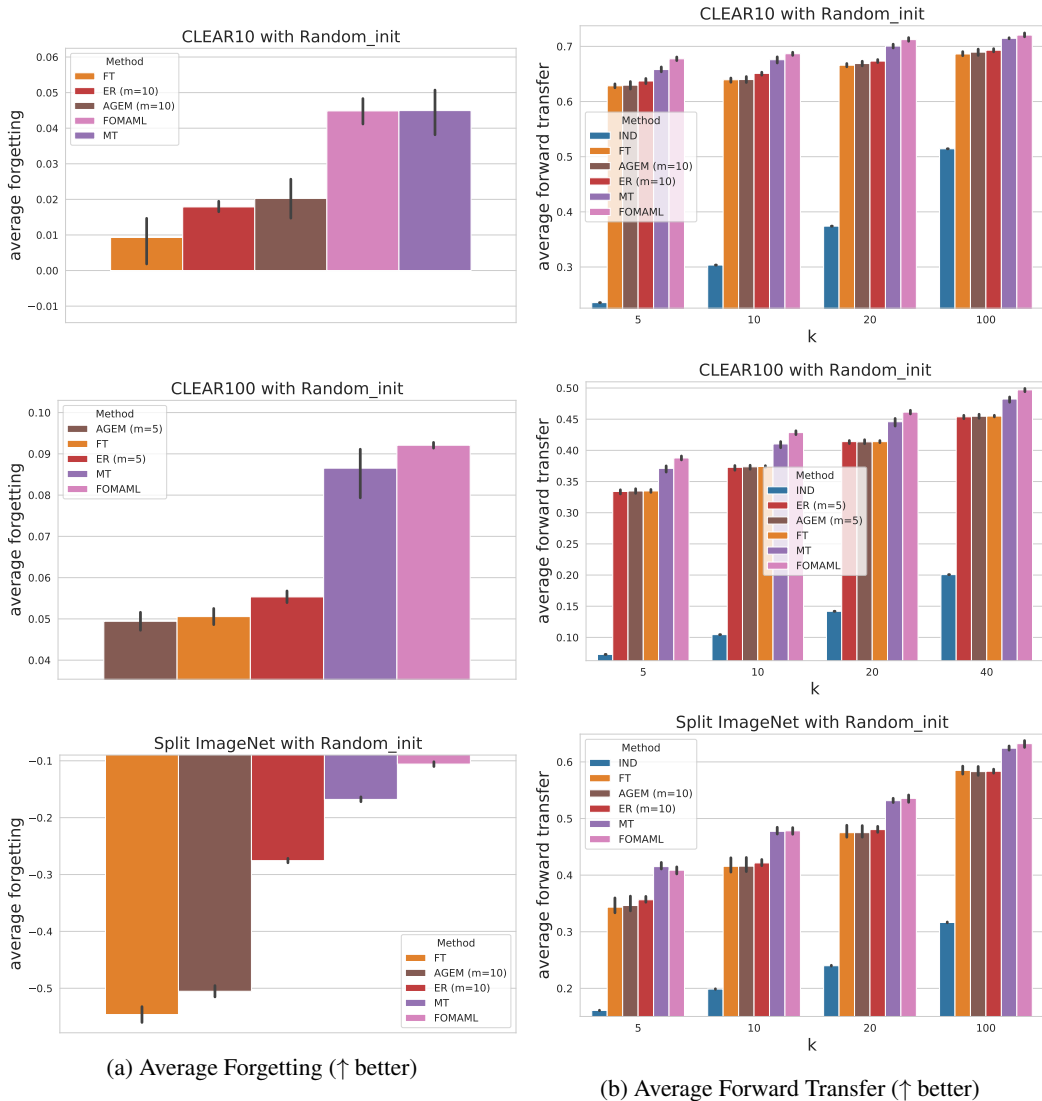 CLEAR10 with Random_init
0.06
0.05
0.04
0.03
0.02
0.01
0.00
−0.01
average forgetting
Method
FT
ER (m=10)
AGEM (m=10)
FOMAML
MT
CLEAR100 with Random_init
0.10
0.09
0.08
0.07
0.06
0.05
0.04
average forgetting
Method
AGEM (m=5)
FT
ER (m=5)
MT
FOMAML
Split ImageNet with Random_init
−0.1
−0.2
−0.3
−0.4
−0.5
average forgetting
Method
FT
AGEM (m=10)
ER (m=10)
MT
FOMAML
(a) Average Forgetting (↑ better)
CLEAR10 with Random_init
0.7
0.6
0.5
0.4
0.3
average forward transfer
Method
IND
FT
AGEM (m=10)
ER (m=10)
MT
FOMAML
5 10 20 100
k
CLEAR100 with Random_init
0.50
0.45
0.40
0.35
0.30
0.25
0.20
0.15
0.10
average forward transfer
Method
IND
ER (m=5)
AGEM (m=5)
FT
MT
FOMAML
5 10 20 40
k
Split ImageNet with Random_init
0.6
0.5
0.4
0.3
0.2
average forward transfer
Method
IND
FT
AGEM (m=10)
ER (m=10)
MT
FOMAML
5 10 20 100
k
(b) Average Forward Transfer (↑ better)